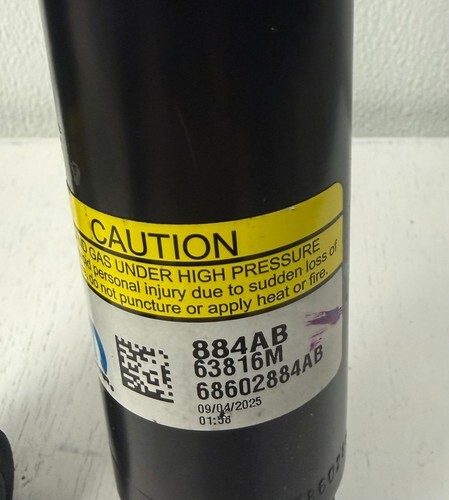 CAUTION
GAS UNDER HIGH PRESSURE
personal injury due to sudden loss of
do not puncture or apply heat or fire.
884AB
63816M
68602884AB
09/04/2025
01:58